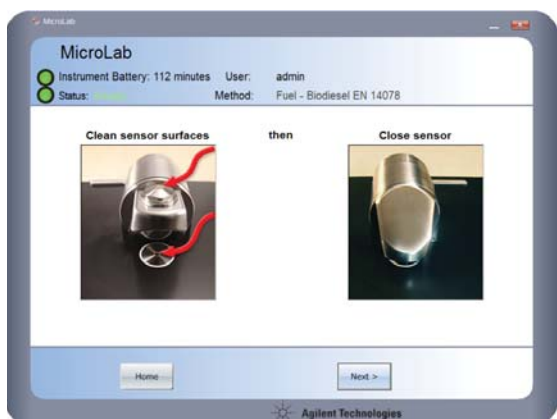 MicroLab
MicroLab
Instrument Battery: 112 minutes User: admin
Status: Method: Fuel - Biodiesel EN 14078
Clean sensor surfaces then Close sensor
Home Next >
Agilent Technologies